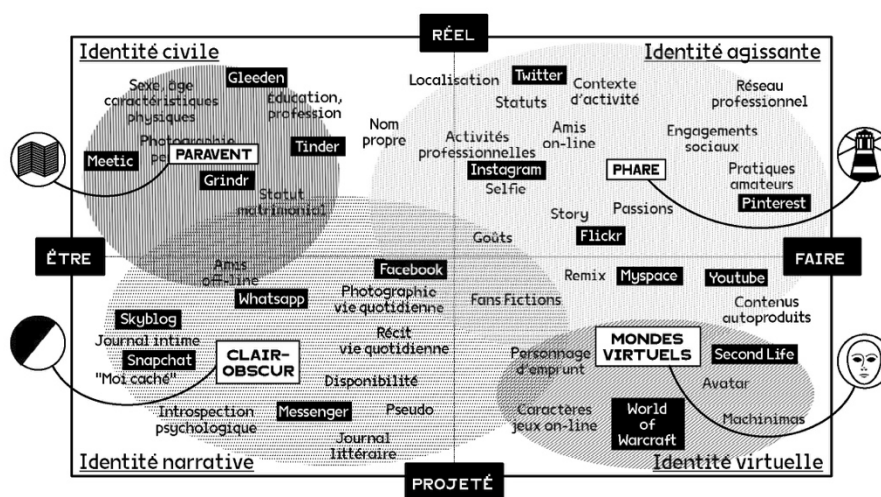 RÉEL
Identité civile
Identité agissante
Gleeden
Sexe, âge
caractéristiques
physiques
Éducation,
profession
Localisation
Twitter
Statuts
Contexte
d'activité
Réseau
professionnel
Nom
propre
Photographie
PARAVENT
Meetic
Tinder
Grindr
Statut
matrimonial
Activités
professionnelles
Amis
on-line
Engagements
sociaux
Instagram
Selfie
PHARE
Pratiques
amateurs
Pinterest
Story
Passions
Flickr
Goûts
ÊTRE
FAIRE
Amis
off-line
Facebook
Remix
Myspace
Youtube
Whatsapp
Photographie
vie quotidienne
Fans Fictions
Contenus
autoproduits
Skyblog
Journal intime
Snapchat
"Moi caché"
CLAIR-
OBSCUR
Récit
vie quotidienne
Disponibilité
Personnage
d'emprunt
MONDES
VIRTUELS
Second Life
Avatar
Introspection
psychologique
Messenger
Pseudo
Caractères
jeux on-line
World
of
Warcraft
Machinimas
Journal
littéraire
Identité narrative
Identité virtuelle
PROJETÉ